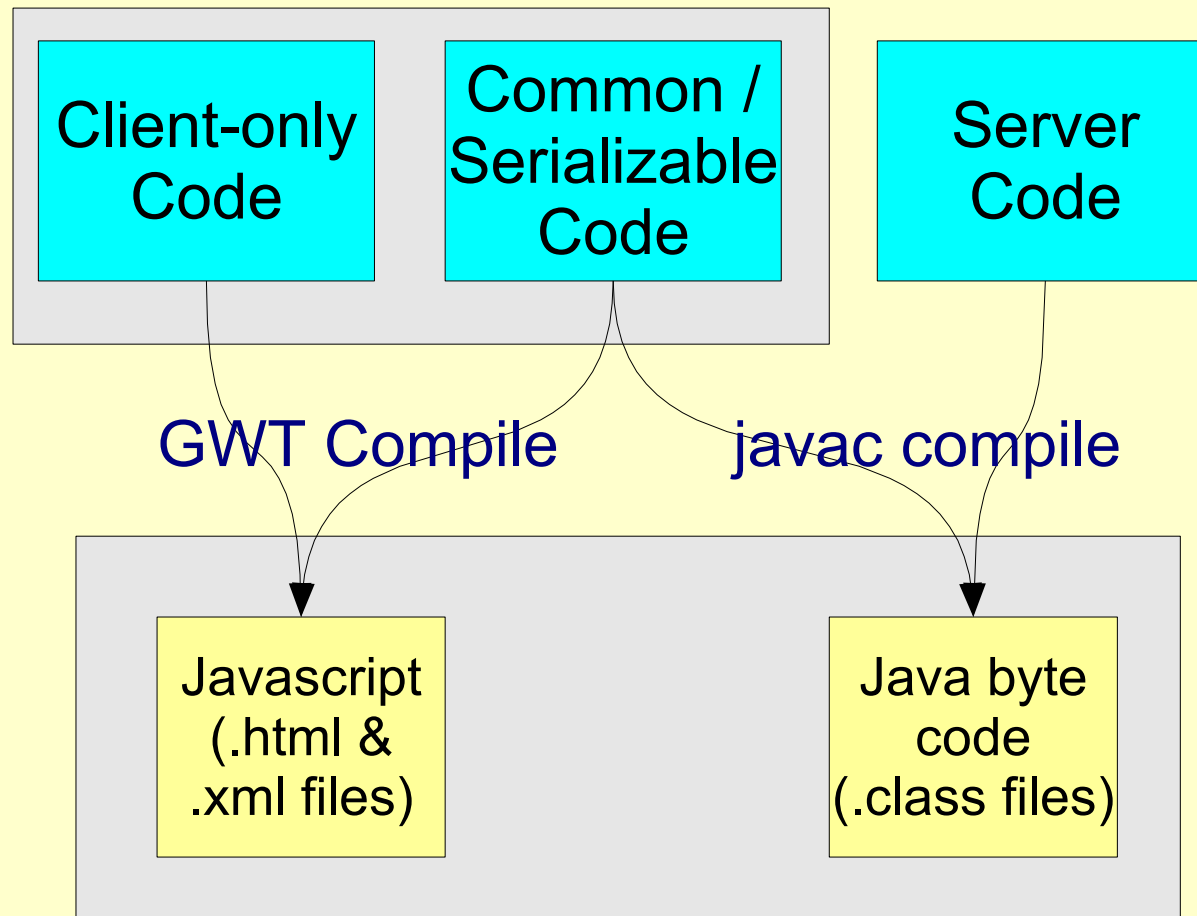 Client-only
Code
Common /
Serializable
Code
Server
Code
GWT Compile
javac compile
Javascript
(.html &
.xml files)
Java byte
code
(.class files)